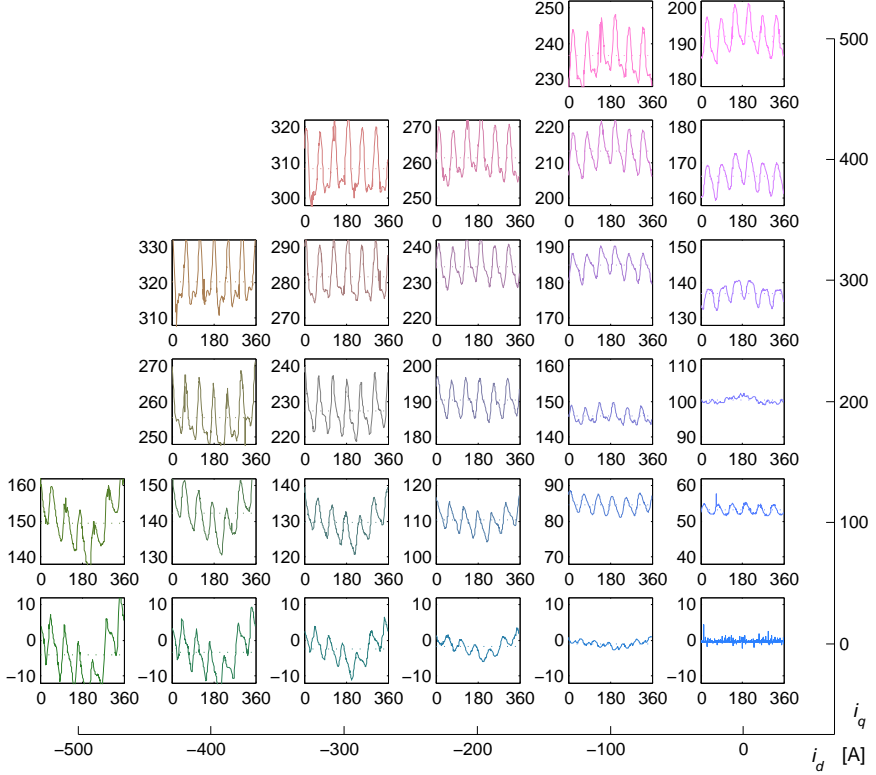 250 240 230 0 180 360
200 190 180 0 180 360
500
320 310 300 0 180 360
270 260 250 0 180 360
220 210 200 0 180 360
180 170 160 0 180 360
400
330 320 310 0 180 360
290 280 270 0 180 360
240 230 220 0 180 360
190 180 170 0 180 360
150 140 130 0 180 360
300
270 260 250 0 180 360
240 230 220 0 180 360
200 190 180 0 180 360
160 150 140 0 180 360
110 100 90 0 180 360
200
160 150 140 0 180 360
150 140 130 0 180 360
140 130 120 0 180 360
120 110 100 0 180 360
90 80 70 0 180 360
60 50 40 0 180 360
100
10 0 −10 0 180 360
10 0 −10 0 180 360
10 0 −10 0 180 360
10 0 −10 0 180 360
10 0 −10 0 180 360
10 0 −10 0 180 360
0
i_q
−500 −400 −300 −200 −100 0
i_d [A]